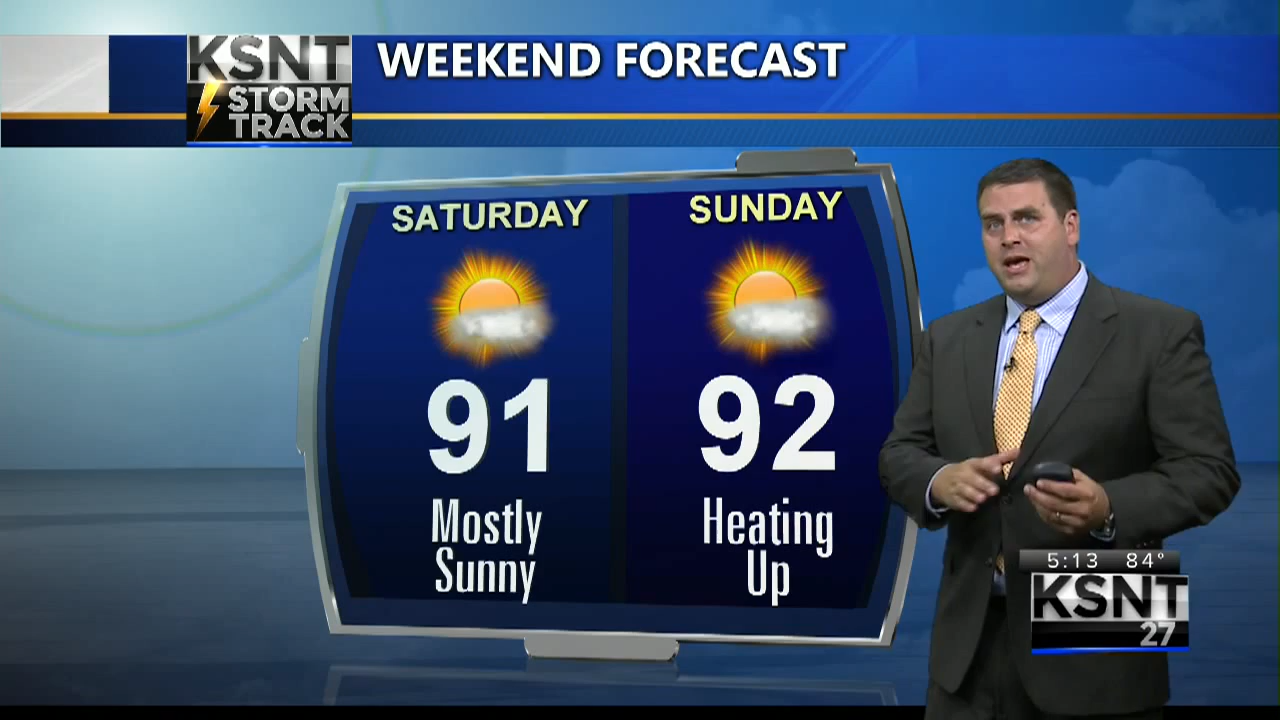 KSNT
STORM
TRACK
WEEKEND FORECAST
SATURDAY
SUNDAY
91
92
Mostly
Sunny
Heating
Up
5:13 84°
KSNT
27